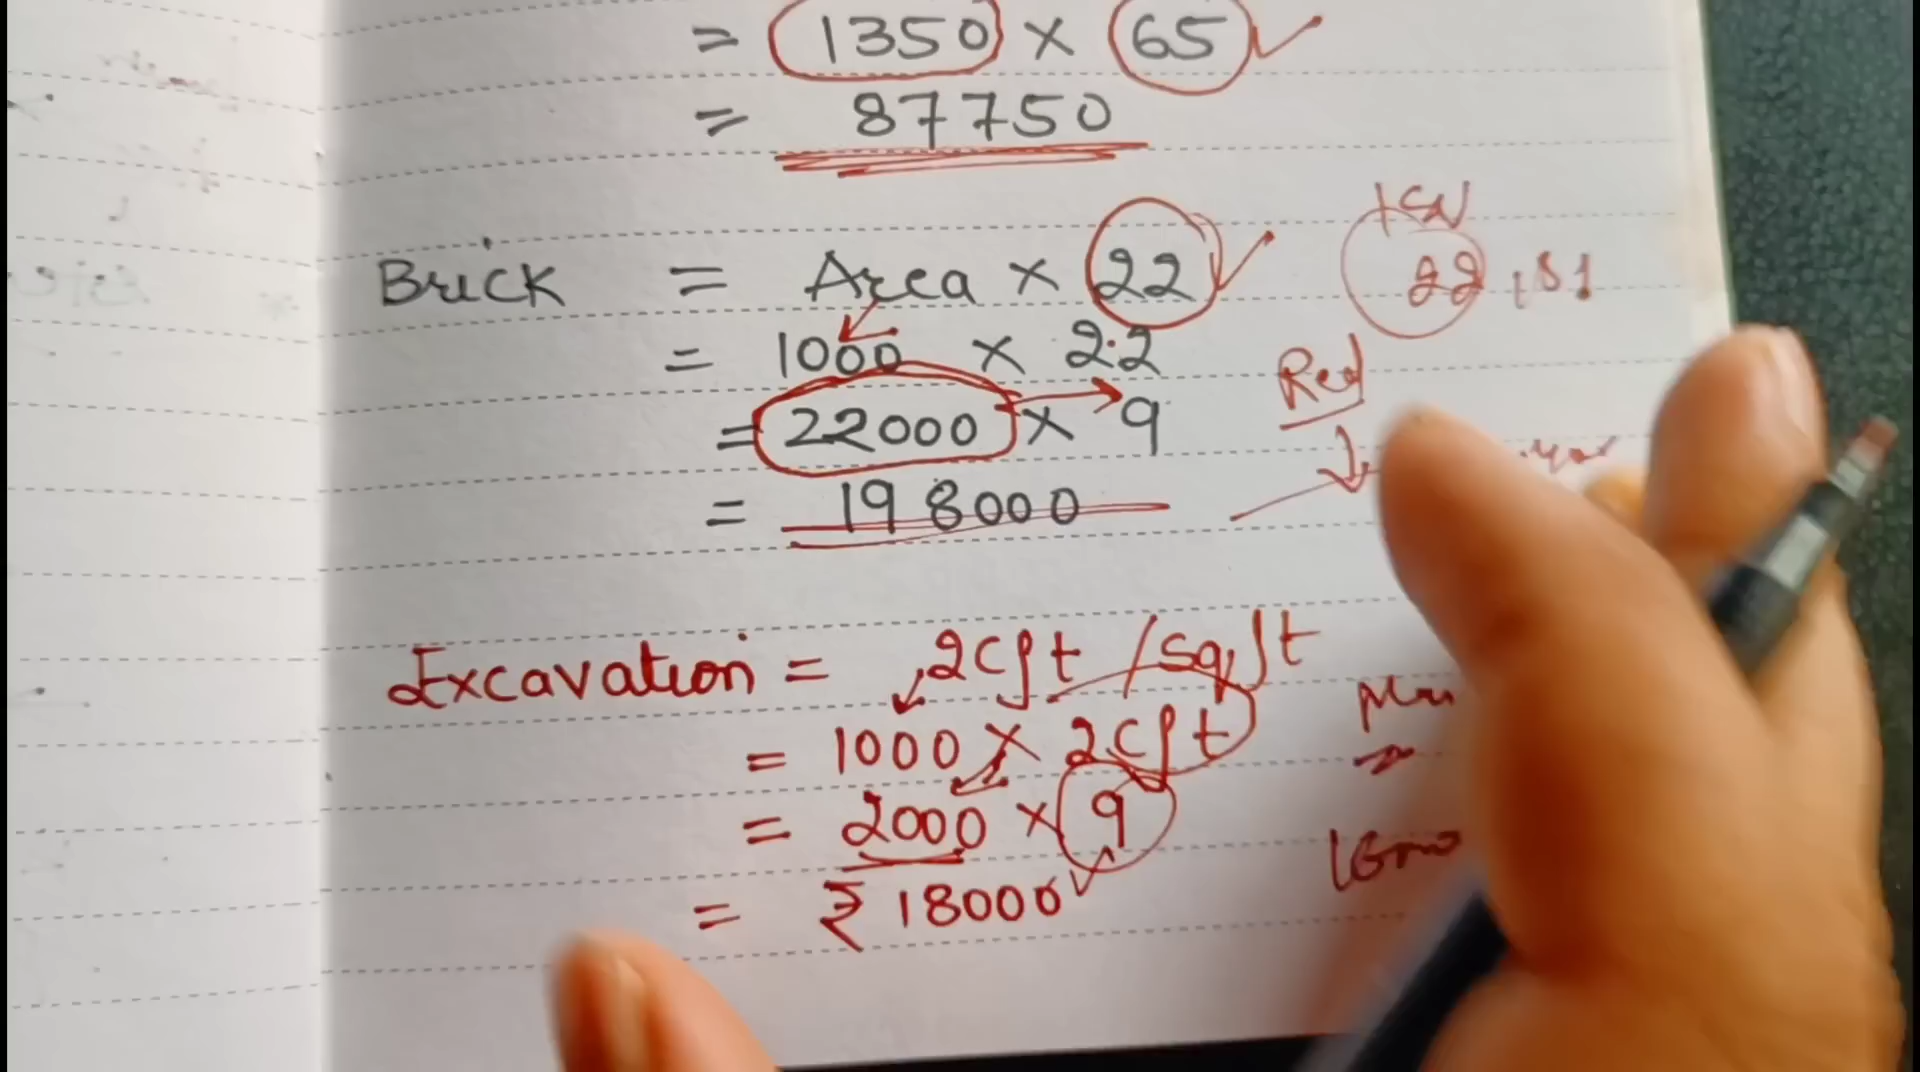 = 1350 × 65
= 87750
Brick = Area × 22
22
= 1000 × 22
Red
= 22000 × 9
= 198000
Excavation = 2cft /sqft
= 1000 × 2cft
= 2000 × 9
= ₹ 18000